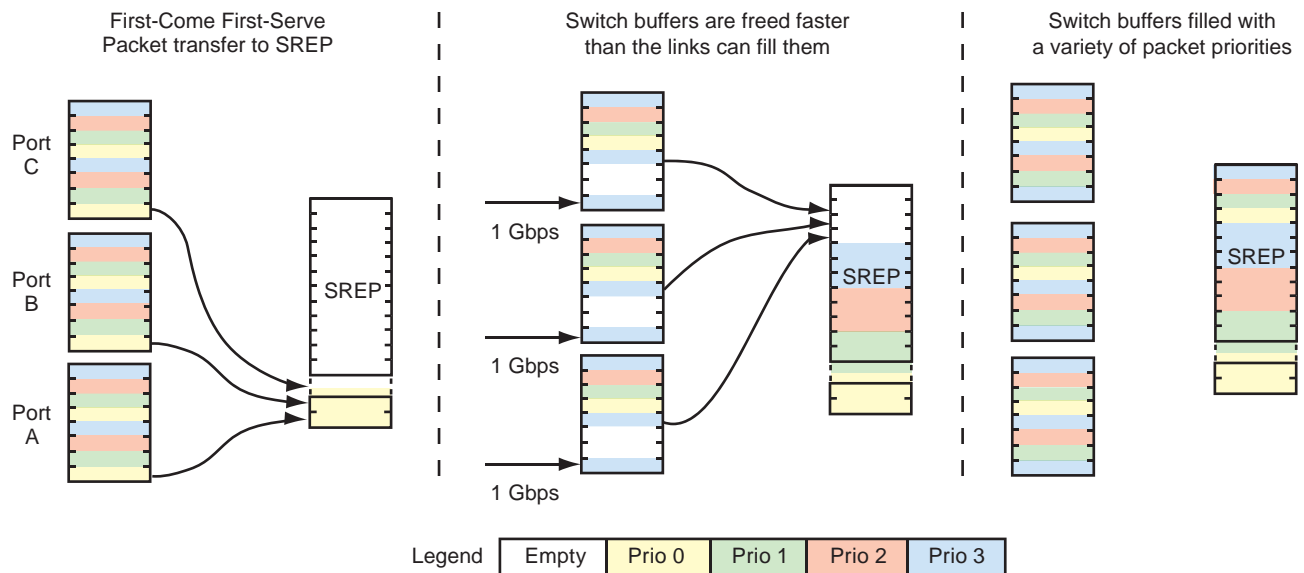 First-Come First-Serve
Packet transfer to SREP
Switch buffers are freed faster
than the links can fill them
Switch buffers filled with
a variety of packet priorities
Port
C
Port
B
Port
A
SREP
1 Gbps
1 Gbps
1 Gbps
SREP
SREP
Legend
Empty
Prio 0
Prio 1
Prio 2
Prio 3